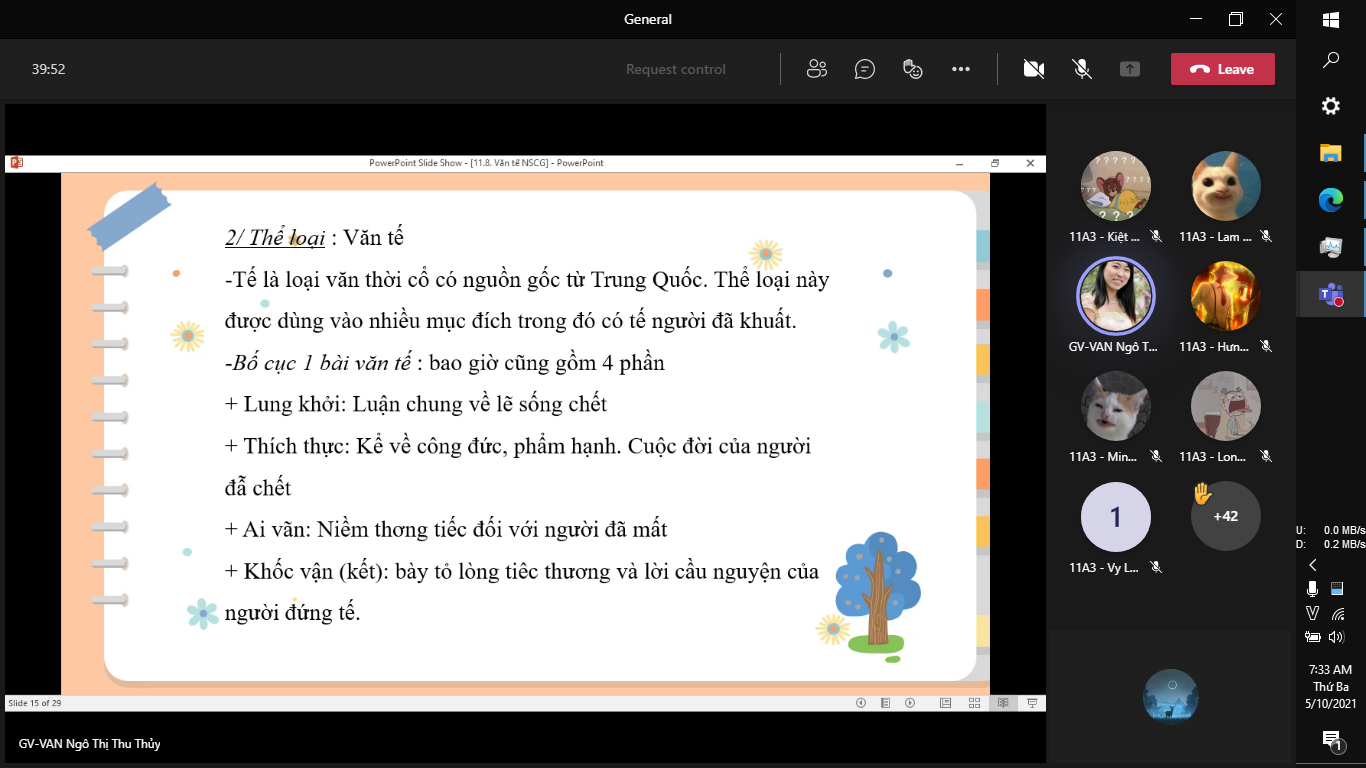 General
39:52
Request control
Leave
PowerPoint Slide Show - [11.8. Văn tế NSCG] - PowerPoint
2/ Thể loại : Văn tế
-Tế là loại văn thời cổ có nguồn gốc từ Trung Quốc. Thể loại này
được dùng vào nhiều mục đích trong đó có tế người đã khuất.
-Bố cục 1 bài văn tế : bao giờ cũng gồm 4 phần
+ Lung khởi: Luận chung về lẽ sống chết
+ Thích thực: Kể về công đức, phẩm hạnh. Cuộc đời của người
đẫ chết
+ Ai vãn: Niềm thơng tiếc đối với người đã mất
+ Khốc vận (kết): bày tỏ lòng tiêc thương và lời cầu nguyện của
người đứng tế.
Slide 15 of 29
GV-VAN Ngô Thị Thu Thủy
? ? ? ? ?
? ? ?
11A3 - Kiệt ...
11A3 - Lam ...
GV-VAN Ngô T...
11A3 - Hưn...
11A3 - Min...
11A3 - Lon...
1
+42
11A3 - Vy L...
U: 0.0 MB/s
D: 0.2 MB/s
7:33 AM
Thứ Ba
5/10/2021
1